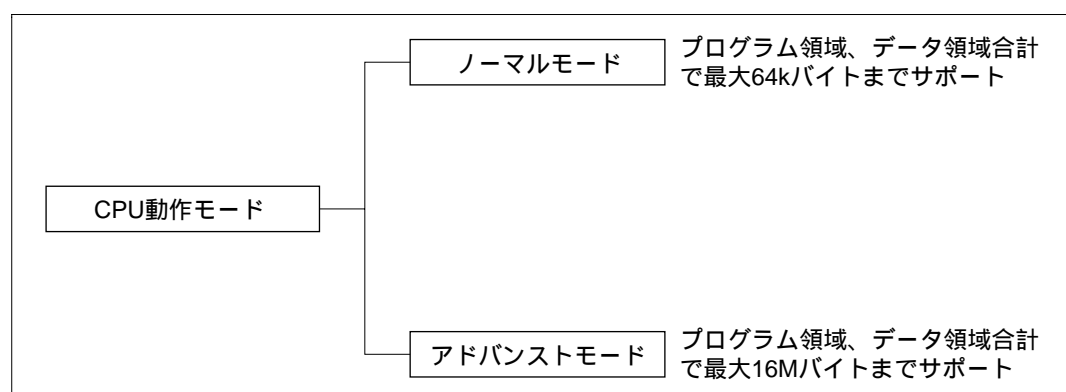 ノーマルモード
プログラム領域、データ領域合計
で最大64kバイトまでサポート
CPU動作モード
アドバンストモード
プログラム領域、データ領域合計
で最大16Mバイトまでサポート